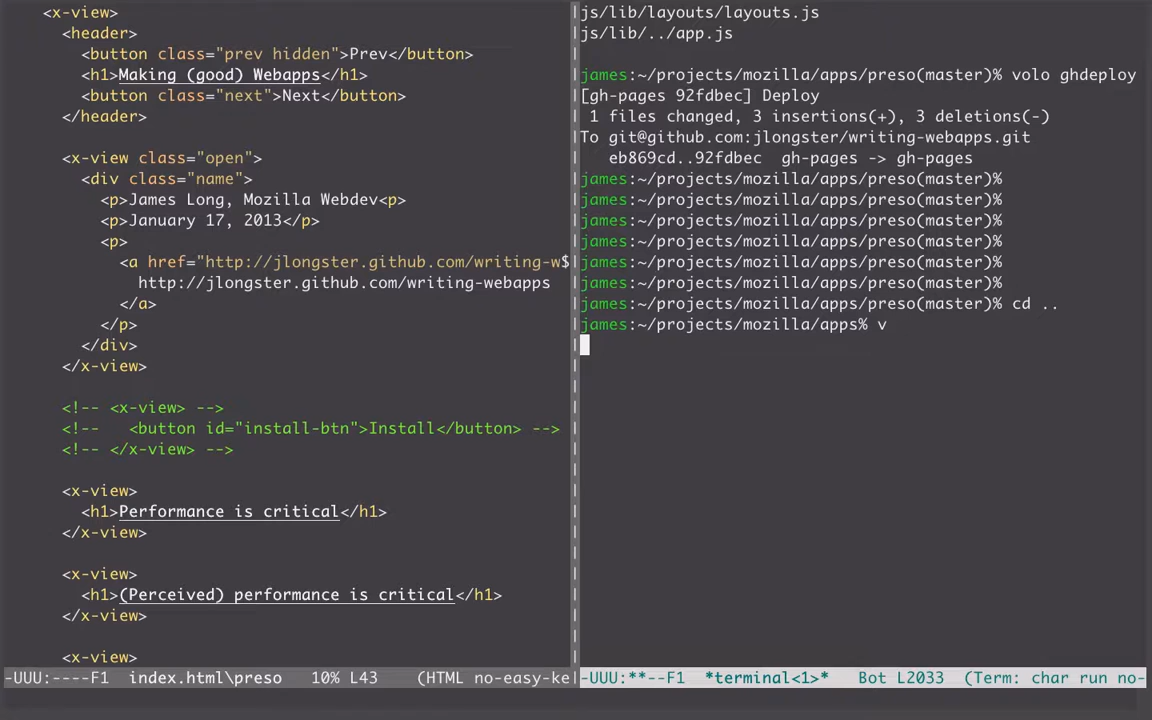 <x-view>
<header>
<button class="prev hidden">Prev</button>
<h1>Making (good) Webapps</h1>
<button class="next">Next</button>
</header>
<x-view class="open">
<div class="name">
<p>James Long, Mozilla Webdev<p>
<p>January 17, 2013</p>
<p>
<a href="http://jlongster.github.com/writing-w$
http://jlongster.github.com/writing-webapps
</a>
</p>
</div>
</x-view>
<!-- <x-view> -->
<!--   <button id="install-btn">Install</button> -->
<!-- </x-view> -->
<x-view>
<h1>Performance is critical</h1>
</x-view>
<x-view>
<h1>(Perceived) performance is critical</h1>
</x-view>
<x-view>
-UUU:----F1  index.html\preso   10% L43    (HTML no-easy-ke
js/lib/layouts/layouts.js
js/lib/../app.js
james:~/projects/mozilla/apps/preso(master)% volo ghdeploy
[gh-pages 92fdbec] Deploy
1 files changed, 3 insertions(+), 3 deletions(-)
To git@github.com:jlongster/writing-webapps.git
eb869cd..92fdbec  gh-pages -> gh-pages
james:~/projects/mozilla/apps/preso(master)%
james:~/projects/mozilla/apps/preso(master)%
james:~/projects/mozilla/apps/preso(master)%
james:~/projects/mozilla/apps/preso(master)%
james:~/projects/mozilla/apps/preso(master)%
james:~/projects/mozilla/apps/preso(master)%
james:~/projects/mozilla/apps/preso(master)% cd ..
james:~/projects/mozilla/apps% v
-UUU:**--F1  *terminal<1>*   Bot L2033  (Term: char run no-